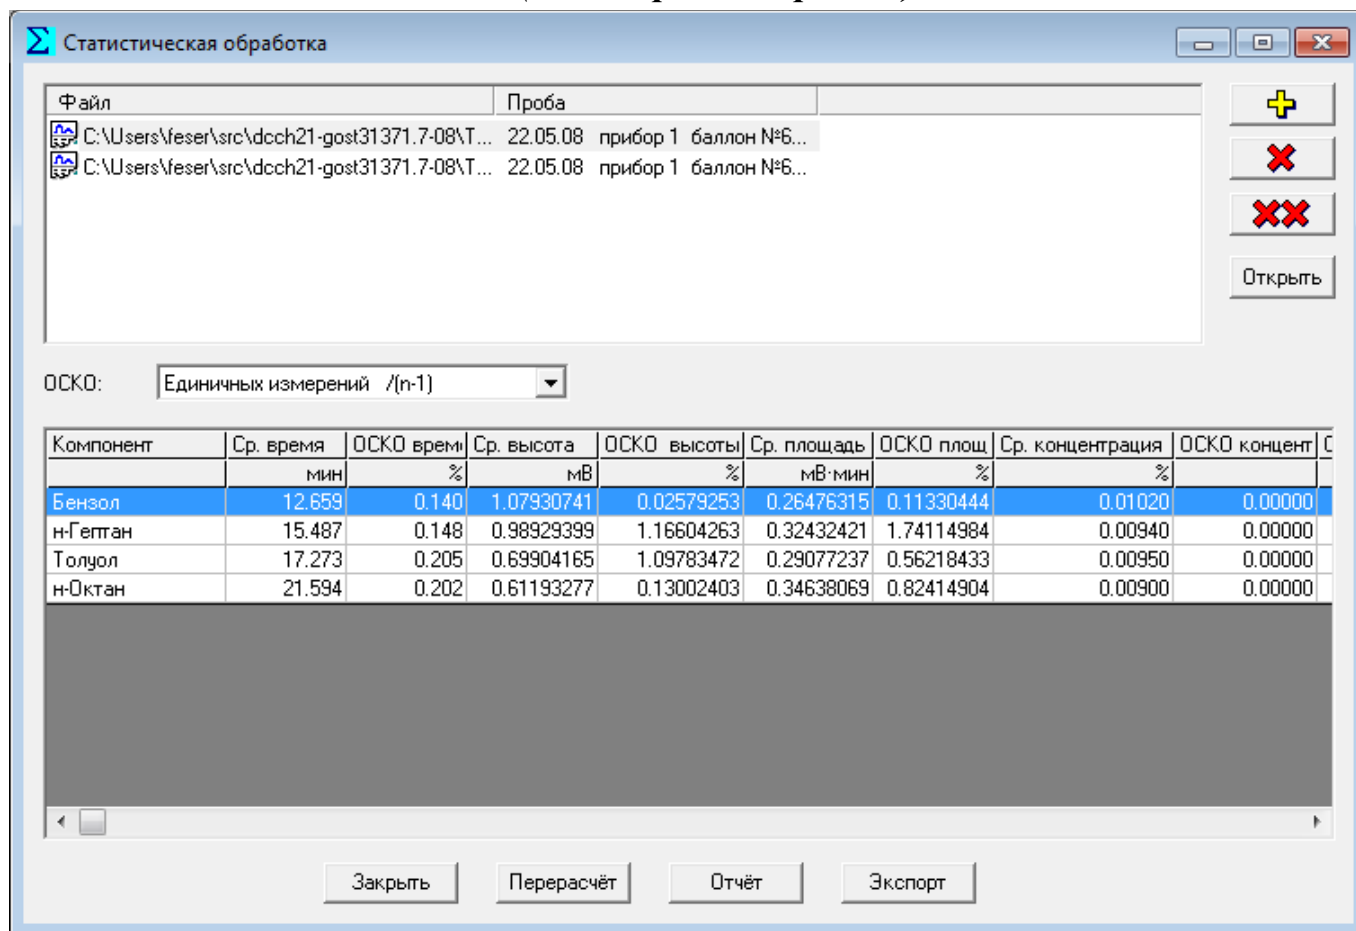 Статистическая обработка
Файл Проба
C:\Users\feser\src\dcch21-gost31371.7-08\T... 22.05.08 прибор 1 баллон №6...
C:\Users\feser\src\dcch21-gost31371.7-08\T... 22.05.08 прибор 1 баллон №6...
Открыть
ОСКО: Единичных измерений /(n-1)
Компонент Ср. время ОСКО врем Ср. высота ОСКО высоты Ср. площадь ОСКО площ Ср. концентрация ОСКО концент
мин % мВ % мВ·мин % %
Бензол 12.659 0.140 1.07930741 0.02579253 0.26476315 0.11330444 0.01020 0.00000
н-Гептан 15.487 0.148 0.98929399 1.16604263 0.32432421 1.74114984 0.00940 0.00000
Толуол 17.273 0.205 0.69904165 1.09783472 0.29077237 0.56218433 0.00950 0.00000
н-Октан 21.594 0.202 0.61193277 0.13002403 0.34638069 0.82414904 0.00900 0.00000
Закрыть Перерасчёт Отчёт Экспорт